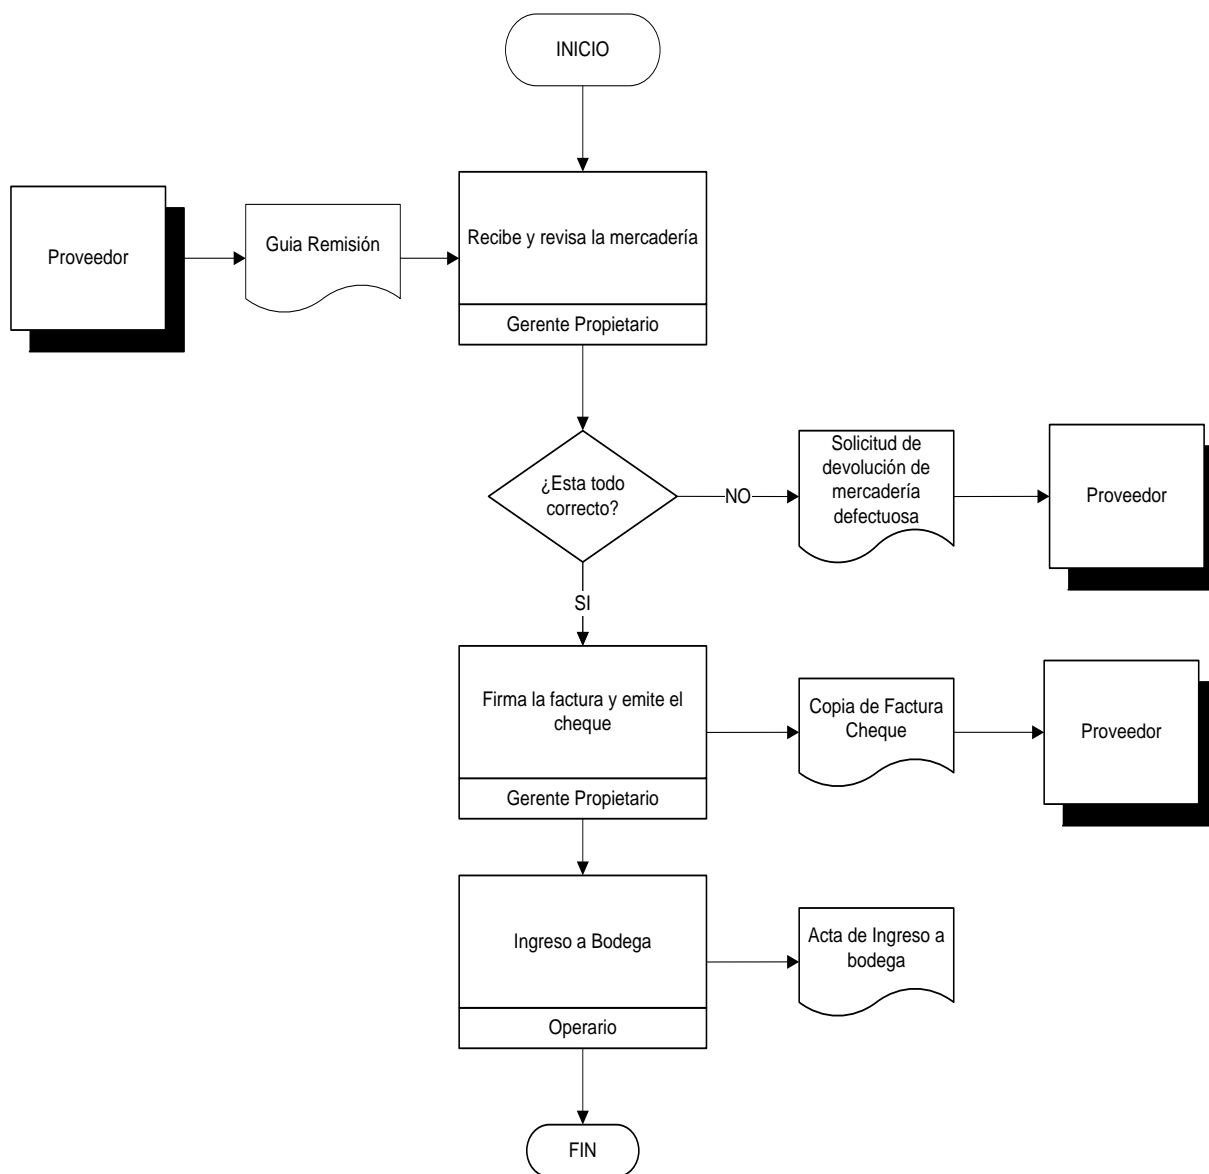 INICIO
Proveedor
Guia Remisión
Recibe y revisa la mercadería
Gerente Propietario
¿Esta todo
correcto?
NO
Solicitud de
devolución de
mercadería
defectuosa
Proveedor
SI
Firma la factura y emite el
cheque
Gerente Propietario
Copia de Factura
Cheque
Proveedor
Ingreso a Bodega
Operario
Acta de Ingreso a
bodega
FIN